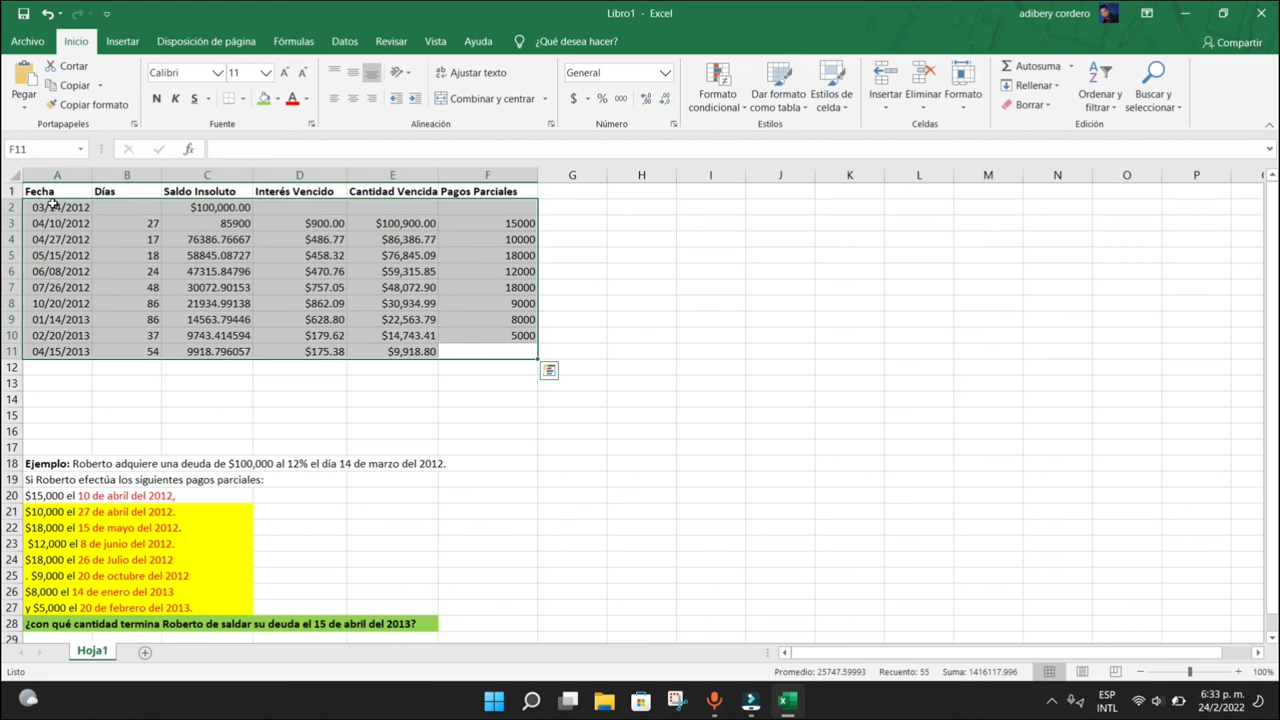 Libro1 - Excel
adibery cordero
Archivo Inicio Insertar Disposición de página Fórmulas Datos Revisar Vista Ayuda ¿Qué desea hacer? Compartir
Pegar
Cortar
Copiar
Copiar formato
Portapapeles
Calibri 11
N K S
Fuente
Ajustar texto
Combinar y centrar
Alineación
General
$ % 000
Número
Formato condicional
Dar formato como tabla
Estilos de celda
Estilos
Insertar Eliminar Formato
Celdas
Autosuma
Rellenar
Borrar
Ordenar y filtrar
Buscar y seleccionar
Edición
F11
A B C D E F G H I J K L M N O P
1 Fecha Días Saldo Insoluto Interés Vencido Cantidad Vencida Pagos Parciales
2 03/14/2012 $100,000.00
3 04/10/2012 27 85900 $900.00 $100,900.00 15000
4 04/27/2012 17 76386.76667 $486.77 $86,386.77 10000
5 05/15/2012 18 58845.08727 $458.32 $76,845.09 18000
6 06/08/2012 24 47315.84796 $470.76 $59,315.85 12000
7 07/26/2012 48 30072.90153 $757.05 $48,072.90 18000
8 10/20/2012 86 21934.99138 $862.09 $30,934.99 9000
9 01/14/2013 86 14563.79446 $628.80 $22,563.79 8000
10 02/20/2013 37 9743.414594 $179.62 $14,743.41 5000
11 04/15/2013 54 9918.796057 $175.38 $9,918.80
12
13
14
15
16
17
18 Ejemplo: Roberto adquiere una deuda de $100,000 al 12% el día 14 de marzo del 2012.
19 Si Roberto efectúa los siguientes pagos parciales:
20 $15,000 el 10 de abril del 2012,
21 $10,000 el 27 de abril del 2012.
22 $18,000 el 15 de mayo del 2012.
23 $12,000 el 8 de junio del 2012.
24 $18,000 el 26 de Julio del 2012
25 . $9,000 el 20 de octubre del 2012
26 $8,000 el 14 de enero del 2013
27 y $5,000 el 20 de febrero del 2013.
28 ¿con qué cantidad termina Roberto de saldar su deuda el 15 de abril del 2013?
29
Hoja1
Listo
Promedio: 25747.59993 Recuento: 55 Suma: 1416117.996
100%
ESP
INTL
6:33 p. m.
24/2/2022